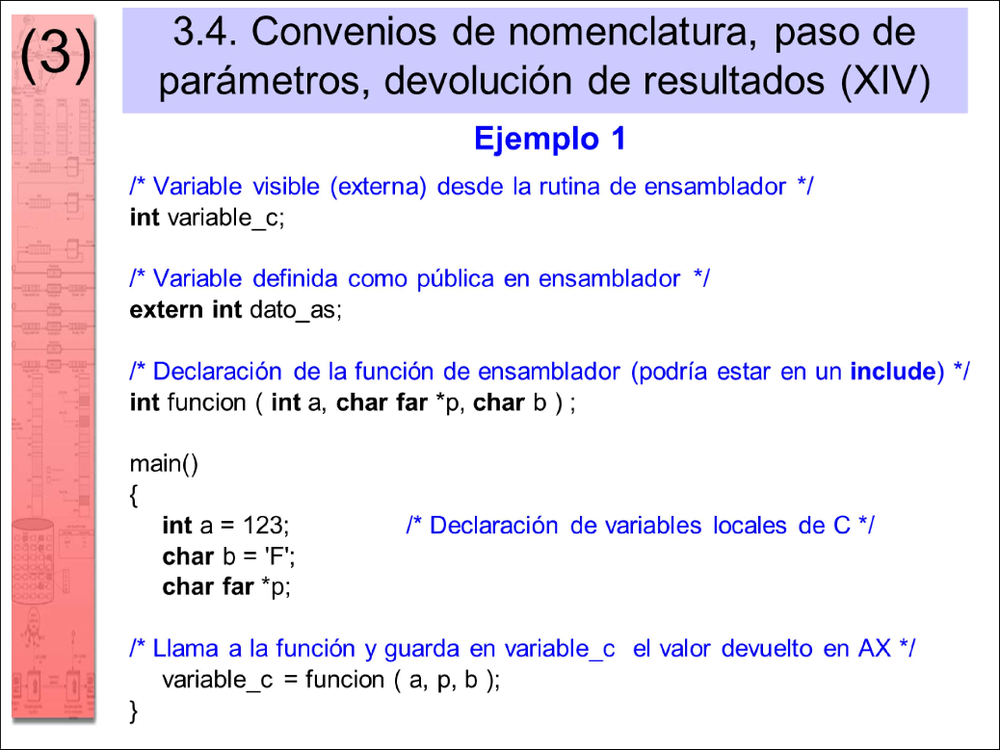 (3)
3.4. Convenios de nomenclatura, paso de
parámetros, devolución de resultados (XIV)
Ejemplo 1
/* Variable visible (externa) desde la rutina de ensamblador */
int variable_c;
/* Variable definida como pública en ensamblador */
extern int dato_as;
/* Declaración de la función de ensamblador (podría estar en un include) */
int funcion ( int a, char far *p, char b ) ;
main()
{
int a = 123; /* Declaración de variables locales de C */
char b = 'F';
char far *p;
/* Llama a la función y guarda en variable_c el valor devuelto en AX */
variable_c = funcion ( a, p, b );
}